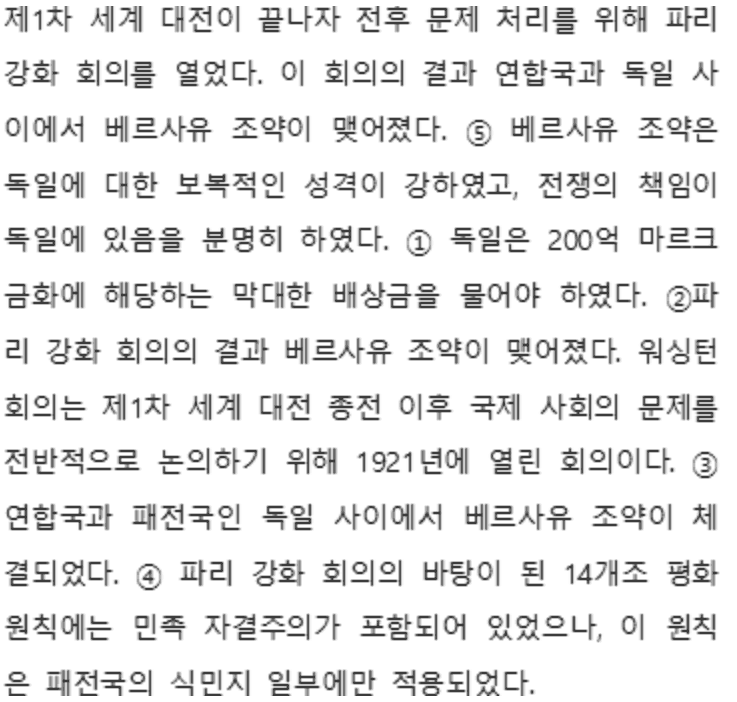 제1차 세계 대전이 끝나자 전후 문제 처리를 위해 파리
강화 회의를 열었다. 이 회의의 결과 연합국과 독일 사
이에서 베르사유 조약이 맺어졌다. ⑤ 베르사유 조약은
독일에 대한 보복적인 성격이 강하였고, 전쟁의 책임이
독일에 있음을 분명히 하였다. ① 독일은 200억 마르크
금화에 해당하는 막대한 배상금을 물어야 하였다. ②파
리 강화 회의의 결과 베르사유 조약이 맺어졌다. 워싱턴
회의는 제1차 세계 대전 종전 이후 국제 사회의 문제를
전반적으로 논의하기 위해 1921년에 열린 회의이다. ③
연합국과 패전국인 독일 사이에서 베르사유 조약이 체
결되었다. ④ 파리 강화 회의의 바탕이 된 14개조 평화
원칙에는 민족 자결주의가 포함되어 있었으나, 이 원칙
은 패전국의 식민지 일부에만 적용되었다.